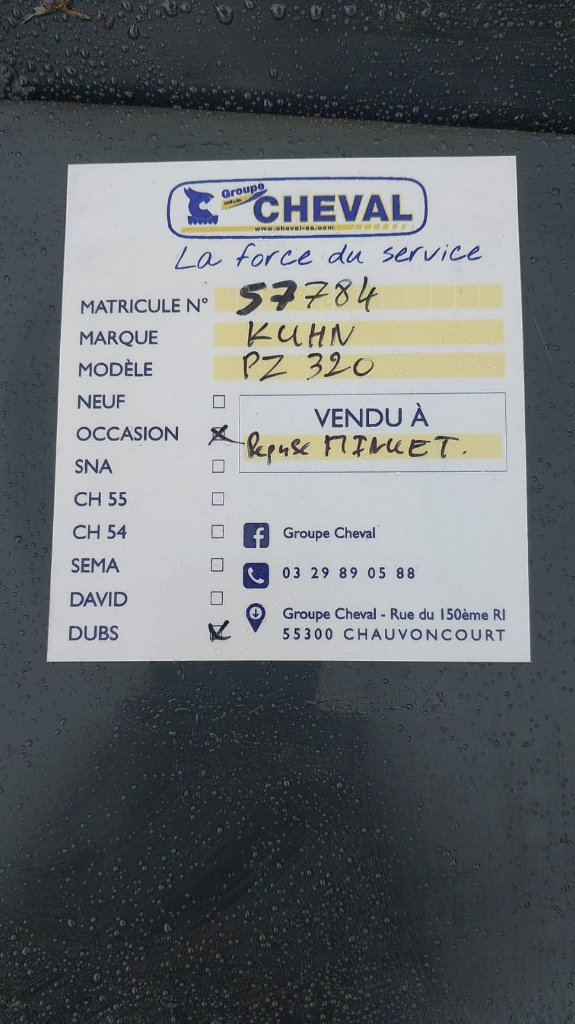 Groupe
CHEVAL
www.cheval-sa.com
La force du service
MATRICULE N° 57784
MARQUE KUHN
MODÈLE PZ 320
NEUF
VENDU À
OCCASION
SNA
CH 55
CH 54 Groupe Cheval
SEMA 03 29 89 05 88
DAVID Groupe Cheval - Rue du 150ème RI
DUBS 55300 CHAUVONCOURT